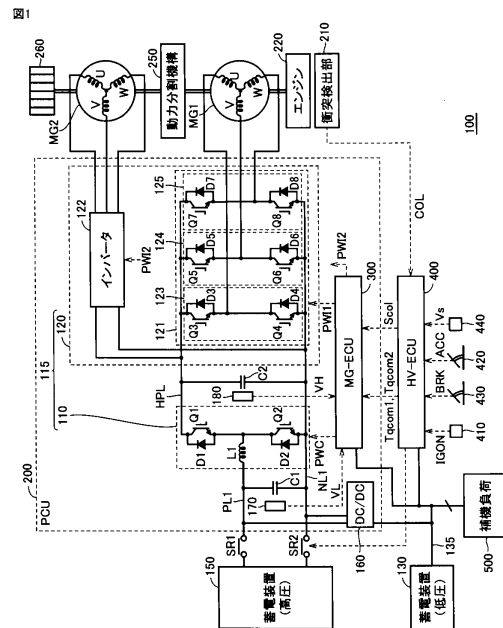 図1
260
MG2
U
V
W
250
動力分割機構
MG1
U
V
W
220
エンジン
210
衝突検出部
100
122
インバータ
PWI2
125
D7
Q7
D8
Q8
124
D5
Q5
D6
Q6
123
121
D3
Q3
D4
Q4
120
115
110
HPL
C2
180
VH
Q1
D1
Q2
D2
L1
PWC
PL1
C1
170
NL1
VL
200
PCU
PWI2
PWI1
300
MG-ECU
COL
400
HV-ECU
Scol
Tqcom2
Tqcom1
Vs
440
ACC
420
BRK
430
IGON
410
DC/DC
160
SR1
SR2
150
蓄電装置
(高圧)
130
蓄電装置
(低圧)
135
補機負荷
500